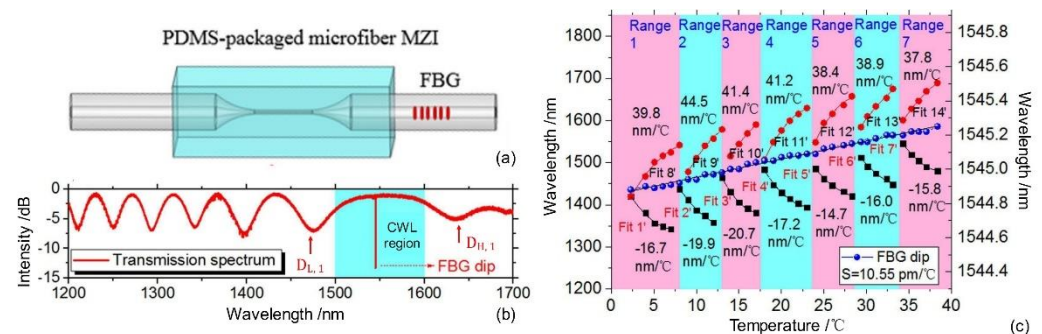 PDMS-packaged microfiber MZI
FBG
(a)
Intensity /dB
0
-5
-10
-15
CWL
region
D_L, 1
D_H, 1
FBG dip
Transmission spectrum
1200 1300 1400 1500 1600 1700
Wavelength /nm
(b)
Wavelength /nm
1800
1700
1600
1500
1400
1300
1200
Range 1
Range 2
Range 3
Range 4
Range 5
Range 6
Range 7
39.8 nm/℃
44.5 nm/℃
41.4 nm/℃
41.2 nm/℃
38.4 nm/℃
38.9 nm/℃
37.8 nm/℃
Fit 8'
Fit 9'
Fit 10'
Fit 11'
Fit 12'
Fit 13'
Fit 14'
Fit 1'
Fit 2'
Fit 3'
Fit 4'
Fit 5'
Fit 6'
Fit 7'
-16.7 nm/℃
-19.9 nm/℃
-20.7 nm/℃
-17.2 nm/℃
-14.7 nm/℃
-16.0 nm/℃
-15.8 nm/℃
FBG dip
S=10.55 pm/℃
1545.8
1545.6
1545.4
1545.2
1545.0
1544.8
1544.6
1544.4
Wavelength /nm
0 5 10 15 20 25 30 35 40
Temperature /℃
(c)